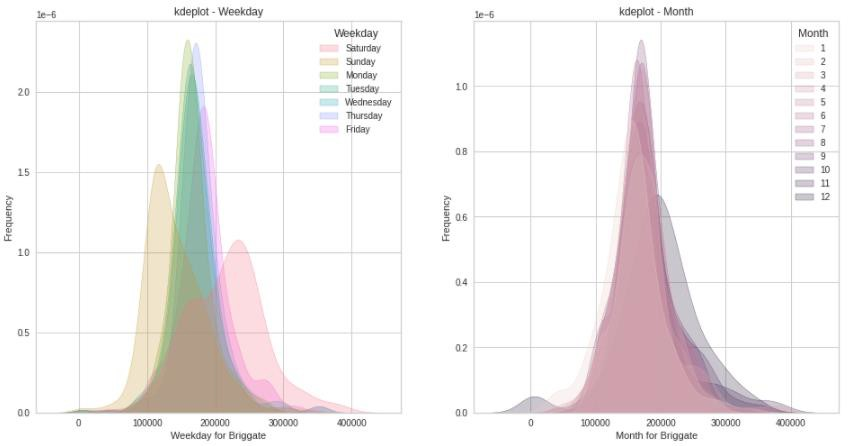 kdeplot - Weekday
1e−6
Weekday
Saturday
Sunday
Monday
Tuesday
Wednesday
Thursday
Friday
Frequency
2.0
1.5
1.0
0.5
0.0
0
100000
200000
300000
400000
Weekday for Briggate
kdeplot - Month
1e−6
Month
1
2
3
4
5
6
7
8
9
10
11
12
Frequency
1.0
0.8
0.6
0.4
0.2
0.0
0
100000
200000
300000
400000
Month for Briggate